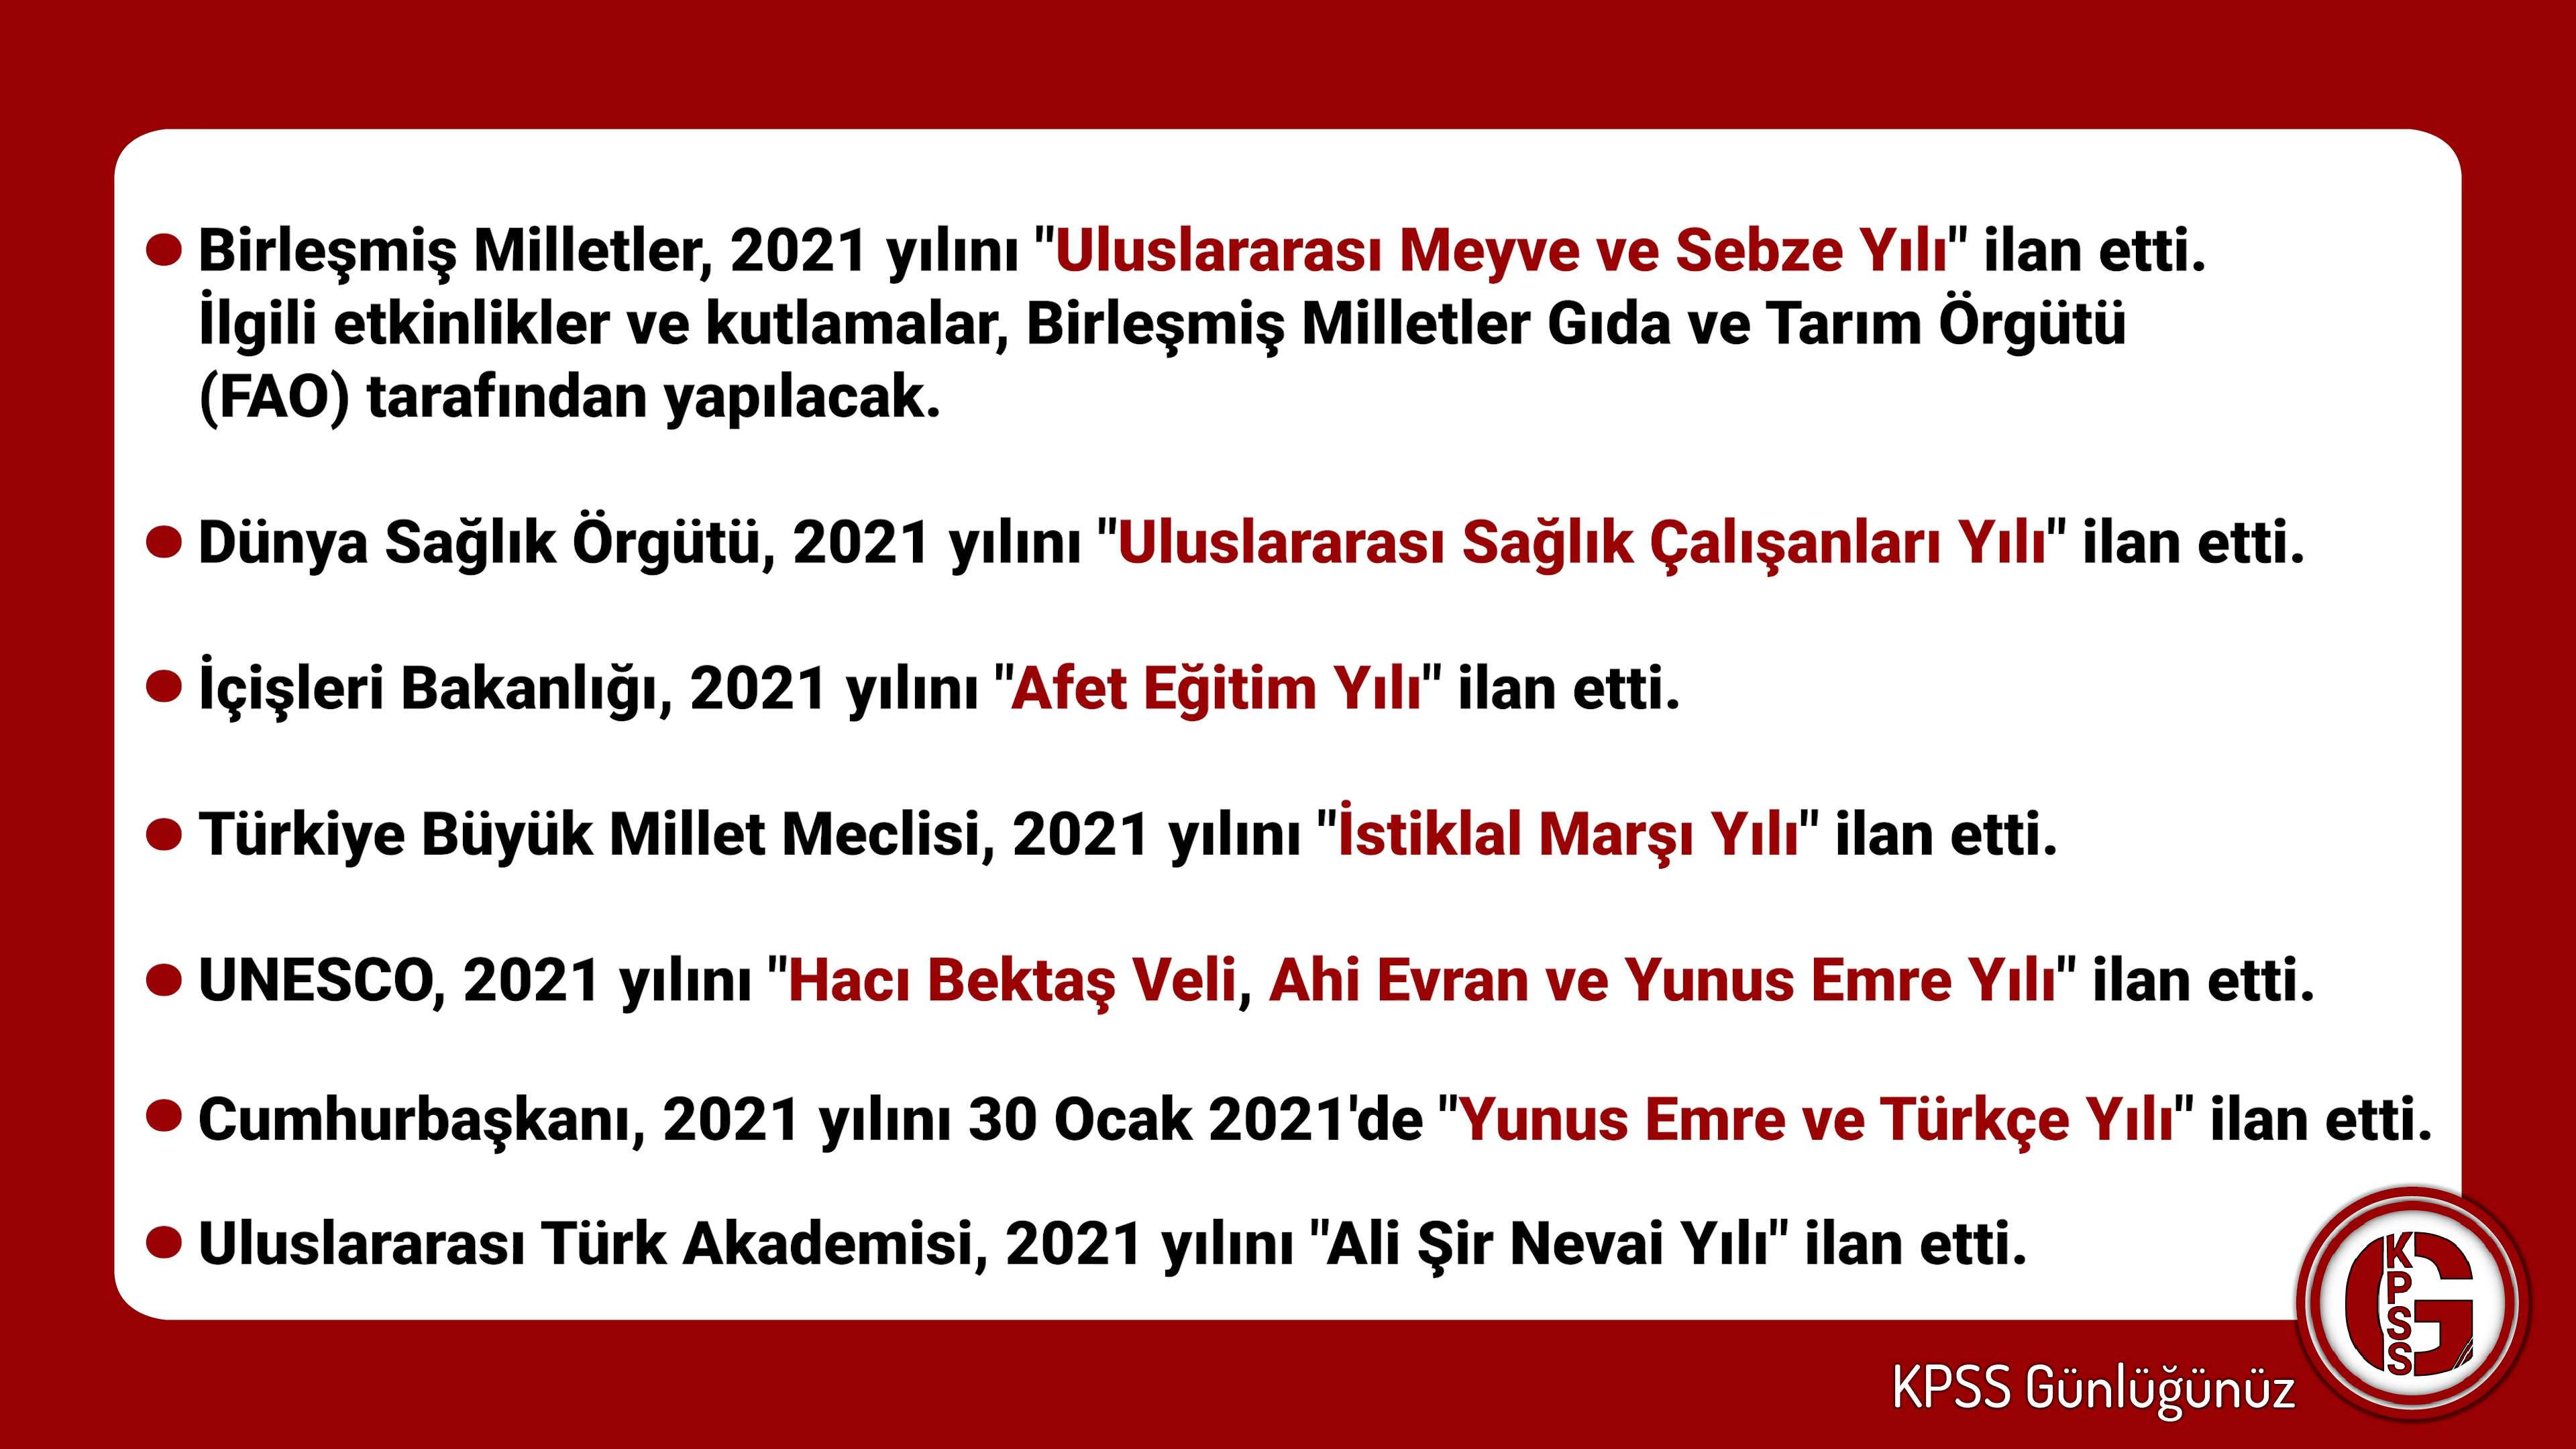 Birleşmiş Milletler, 2021 yılını "Uluslararası Meyve ve Sebze Yılı" ilan etti.
İlgili etkinlikler ve kutlamalar, Birleşmiş Milletler Gıda ve Tarım Örgütü
(FAO) tarafından yapılacak.
Dünya Sağlık Örgütü, 2021 yılını "Uluslararası Sağlık Çalışanları Yılı" ilan etti.
İçişleri Bakanlığı, 2021 yılını "Afet Eğitim Yılı" ilan etti.
Türkiye Büyük Millet Meclisi, 2021 yılını "İstiklal Marşı Yılı" ilan etti.
UNESCO, 2021 yılını "Hacı Bektaş Veli, Ahi Evran ve Yunus Emre Yılı" ilan etti.
Cumhurbaşkanı, 2021 yılını 30 Ocak 2021'de "Yunus Emre ve Türkçe Yılı" ilan etti.
Uluslararası Türk Akademisi, 2021 yılını "Ali Şir Nevai Yılı" ilan etti.
KPSS Günlüğünüz
KPSS G